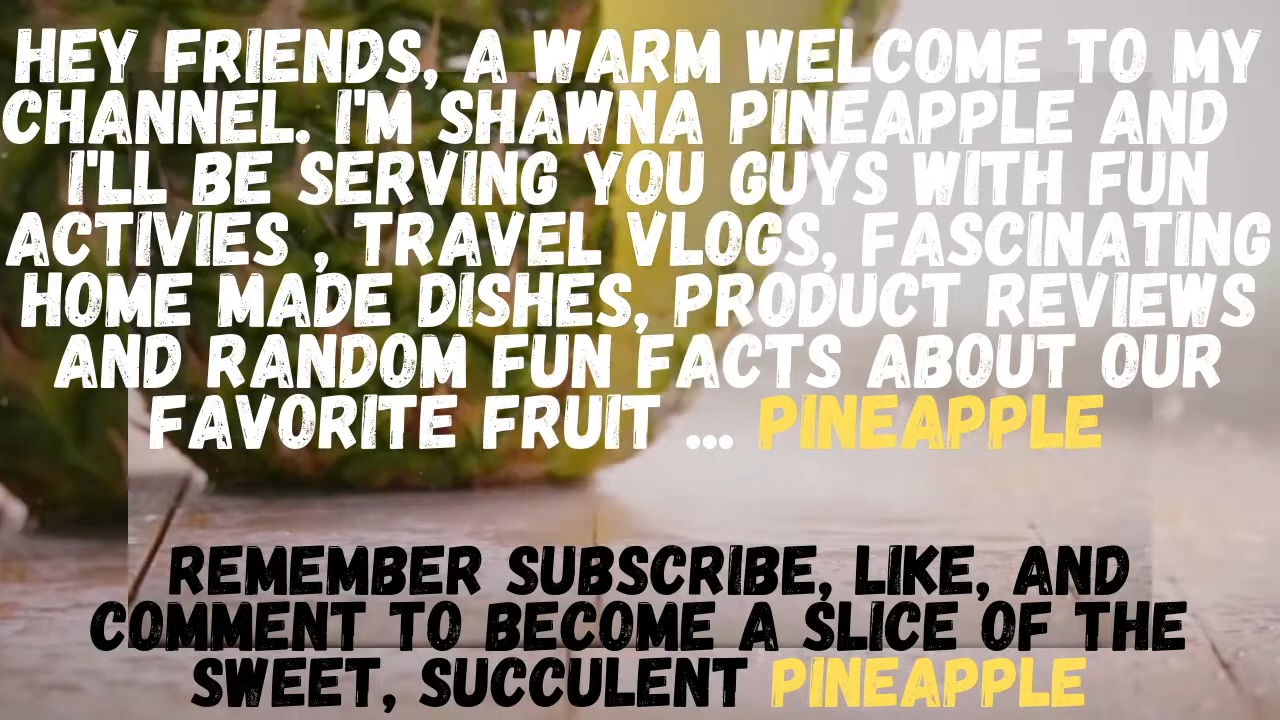 HEY FRIENDS, A WARM WELCOME TO MY
CHANNEL. I'M SHAWNA PINEAPPLE AND
I'LL BE SERVING YOU GUYS WITH FUN
ACTIVIES , TRAVEL VLOGS, FASCINATING
HOME MADE DISHES, PRODUCT REVIEWS
AND RANDOM FUN FACTS ABOUT OUR
FAVORITE FRUIT ... PINEAPPLE
REMEMBER SUBSCRIBE, LIKE, AND
COMMENT TO BECOME A SLICE OF THE
SWEET, SUCCULENT PINEAPPLE